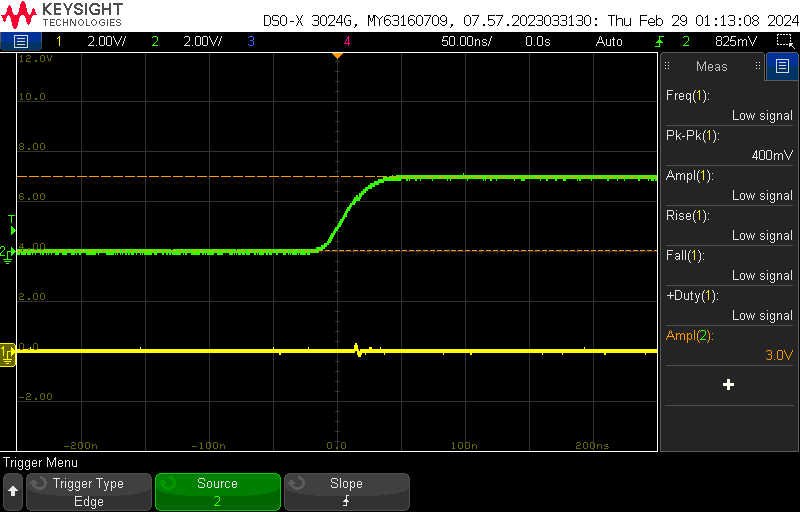 KEYSIGHT
TECHNOLOGIES
DSO-X 3024G, MY63160709, 07.57.2023033130: Thu Feb 29 01:13:08 2024
1 2.00V/ 2 2.00V/ 3 4 50.00ns/ 0.0s Auto 2 825mV
12.0V
10.0
8.00
6.00
T
4.00
2
2.00
0.0
1
-2.00
-200n -100n 0.0 100n 200ns
Meas
Freq(1):
Low signal
Pk-Pk(1):
400mV
Ampl(1):
Low signal
Rise(1):
Low signal
Fall(1):
Low signal
+Duty(1):
Low signal
Ampl(2):
3.0V
Trigger Menu
Trigger Type
Edge
Source
2
Slope